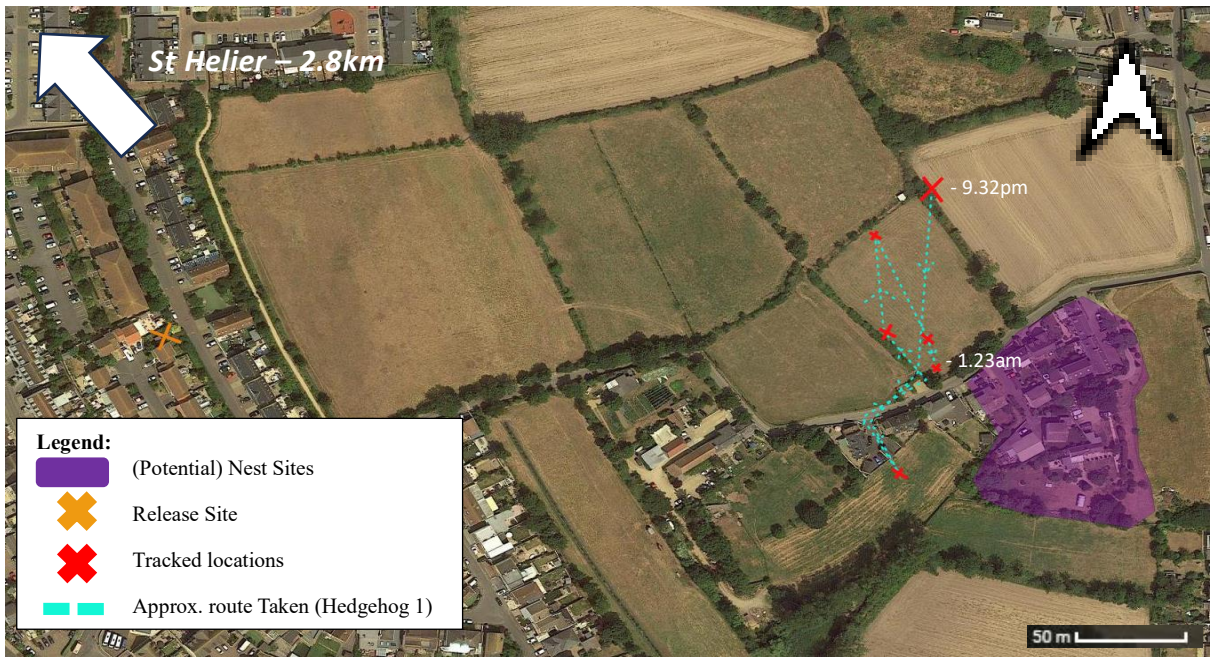 St Helier – 2.8km
- 9.32pm
- 1.23am
Legend:
(Potential) Nest Sites
Release Site
Tracked locations
Approx. route Taken (Hedgehog 1)
50 m